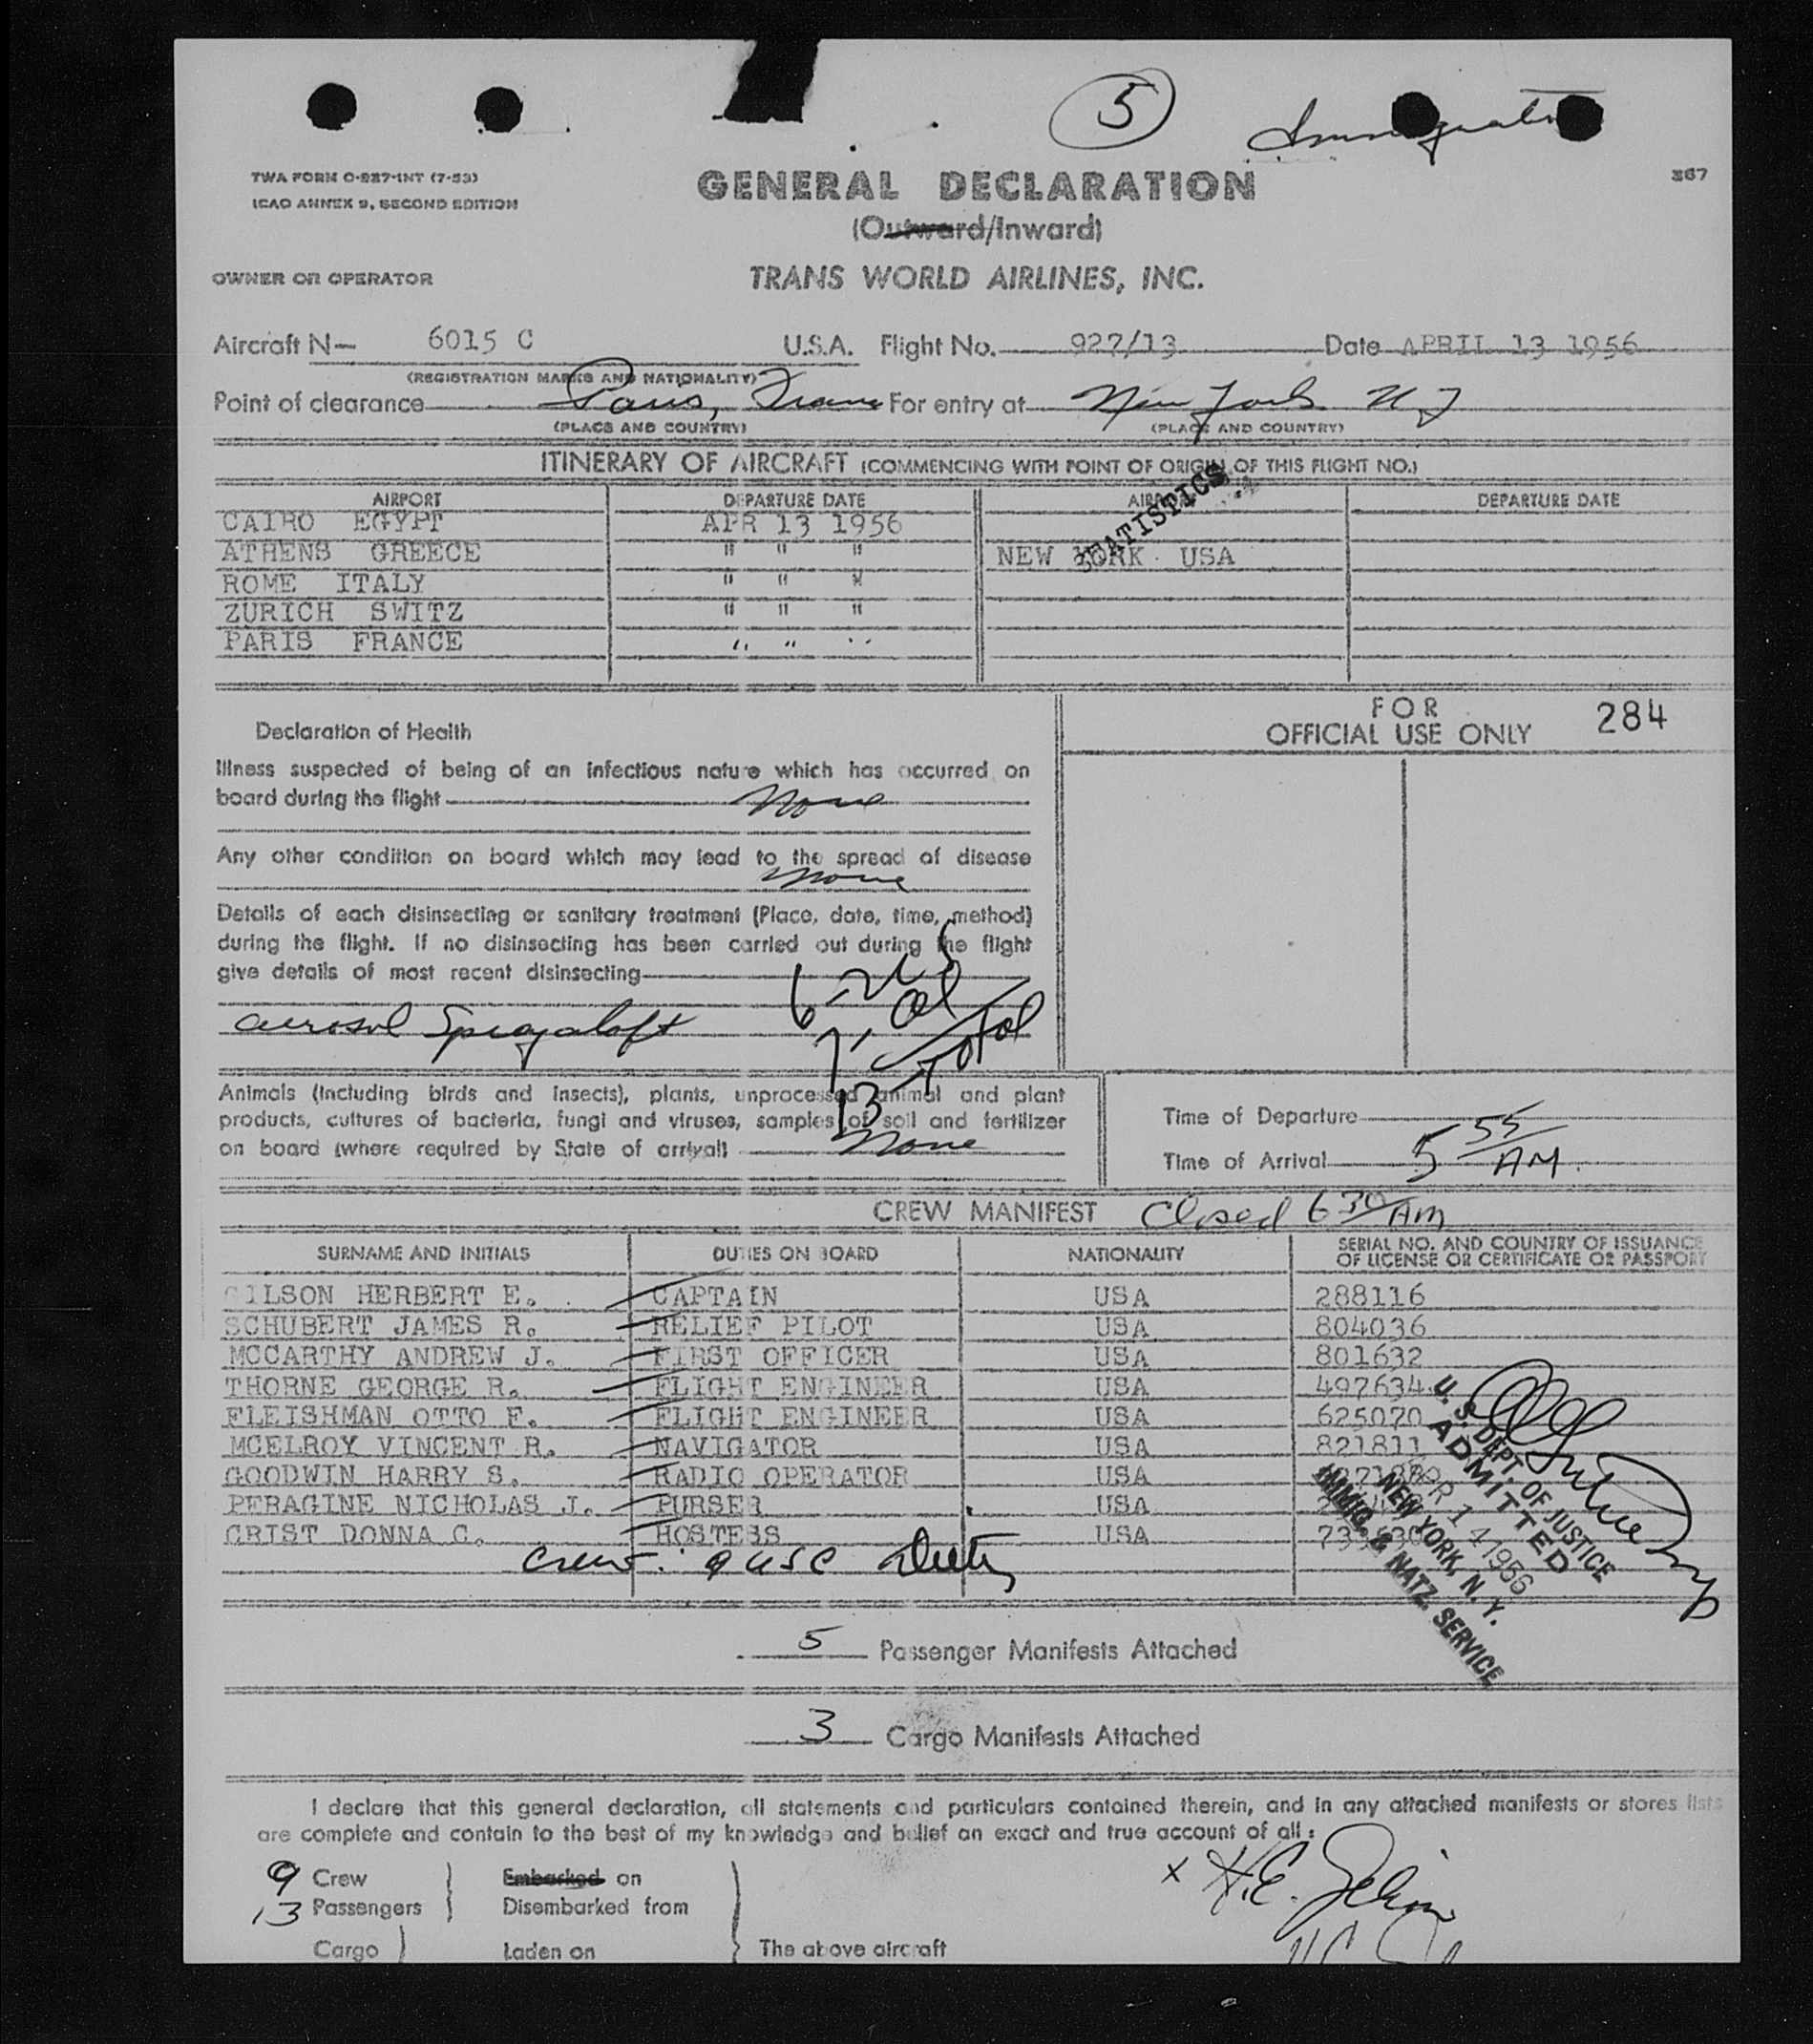 5
TWA FORM O-927-INT (7-53)
ICAO ANNEX 9, SECOND EDITION
367
GENERAL DECLARATION
(Outward/Inward)
OWNER OR OPERATOR
TRANS WORLD AIRLINES, INC.
Aircraft N— 6015 C U.S.A. Flight No. 927/13 Date APRIL 13 1956
(REGISTRATION MARKS AND NATIONALITY)
Point of clearance Paris, France For entry at New York NY
(PLACE AND COUNTRY) (PLACE AND COUNTRY)
ITINERARY OF AIRCRAFT (COMMENCING WITH POINT OF ORIGIN OF THIS FLIGHT NO.)
STATISTICS
AIRPORT DEPARTURE DATE AIRPORT DEPARTURE DATE
CAIRO EGYPT APR 13 1956
ATHENS GREECE " " " NEW YORK USA
ROME ITALY " " "
ZURICH SWITZ " " "
PARIS FRANCE " " "
FOR
OFFICIAL USE ONLY 284
Declaration of Health
Illness suspected of being of an infectious nature which has occurred on
board during the flight None
Any other condition on board which may lead to the spread of disease
None
Details of each disinsecting or sanitary treatment (Place, date, time, method)
during the flight. If no disinsecting has been carried out during the flight
give details of most recent disinsecting
aerosol
13 Total
Animals (including birds and insects), plants, unprocessed animal and plant
products, cultures of bacteria, fungi and viruses, samples of soil and fertilizer
on board (where required by State of arrival) None
Time of Departure
Time of Arrival 5 55 AM
CREW MANIFEST Closed 6 30 AM
SURNAME AND INITIALS DUTIES ON BOARD NATIONALITY SERIAL NO. AND COUNTRY OF ISSUANCE
OF LICENSE OR CERTIFICATE OR PASSPORT
HERBERT E. CAPTAIN USA 288116
SCHUBERT JAMES R. RELIEF PILOT USA 804036
MCCARTHY ANDREW J. FIRST OFFICER USA 801632
THORNE GEORGE R. FLIGHT ENGINEER USA 497634
FLEISHMAN OTTO F. FLIGHT ENGINEER USA 625070
MCELROY VINCENT R. NAVIGATOR USA 821811
GOODWIN HARRY S. RADIO OPERATOR USA
PERAGINE NICHOLAS J. PURSER USA
CRIST DONNA C. HOSTESS USA
Crew: 9 USC
U. S. DEPT. OF JUSTICE
ADMITTED
APR 14 1956
NEW YORK, N. Y.
IMMIG. & NATZ. SERVICE
5 Passenger Manifests Attached
3 Cargo Manifests Attached
I declare that this general declaration, all statements and particulars contained therein, and in any attached manifests or stores lists
are complete and contain to the best of my knowledge and belief an exact and true account of all:
9 Crew Embarked on
13 Passengers Disembarked from
Cargo Laden on The above aircraft